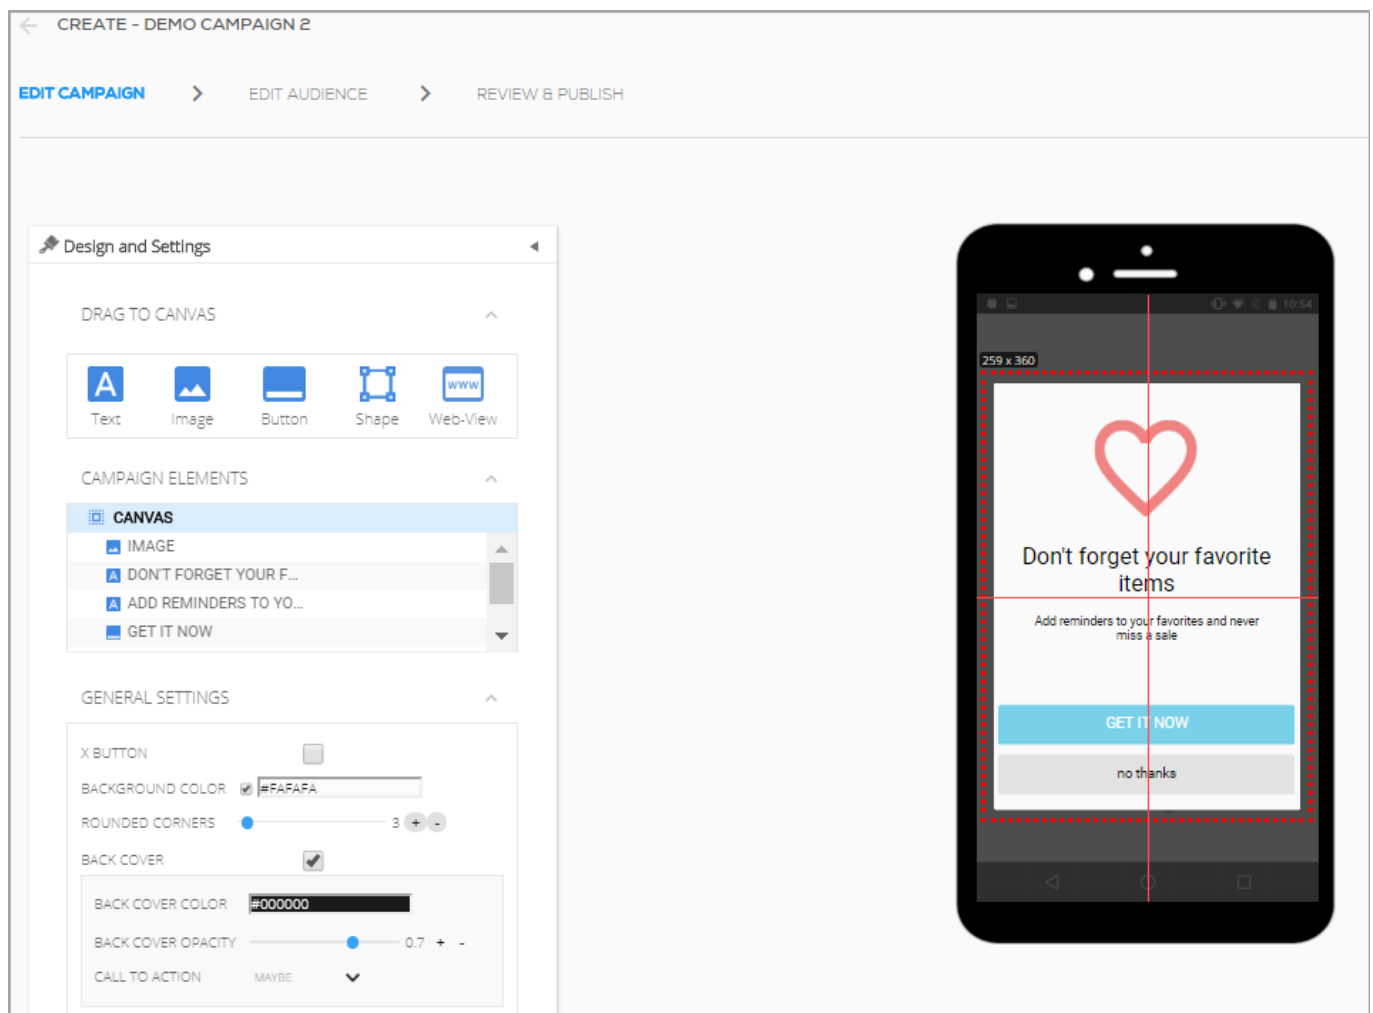 CREATE - DEMO CAMPAIGN 2
EDIT CAMPAIGN
EDIT AUDIENCE
REVIEW & PUBLISH
Design and Settings
DRAG TO CANVAS
A
www
Text
Image
Button
Shape
Web-View
CAMPAIGN ELEMENTS
CANVAS
IMAGE
A DON'T FORGET YOUR F...
A ADD REMINDERS TO YO...
GET IT NOW
GENERAL SETTINGS
X BUTTON
BACKGROUND COLOR #FAFAFA
ROUNDED CORNERS 3 + -
BACK COVER
BACK COVER COLOR #000000
BACK COVER OPACITY 0.7 + -
CALL TO ACTION MAYBE
10:54
259 x 360
Don't forget your favorite
items
Add reminders to your favorites and never
miss a sale
GET IT NOW
no thanks